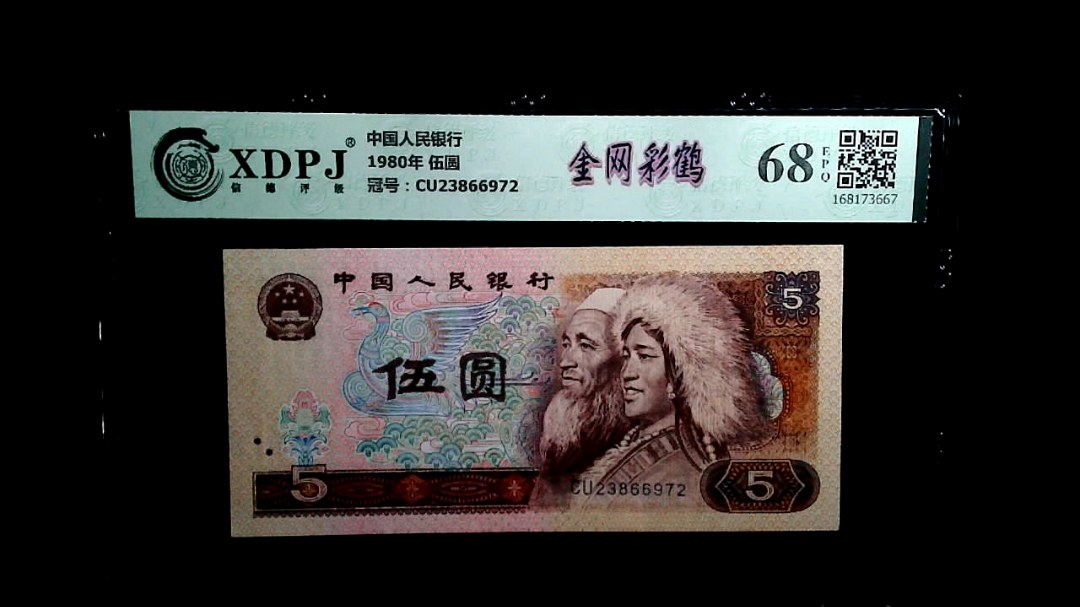 XDPJ®
信德评级
中国人民银行
1980年 伍圆
冠号：CU23866972
金网彩鹤
68
EPQ
168173667
中国人民银行
5
伍圆
5
CU23866972
5